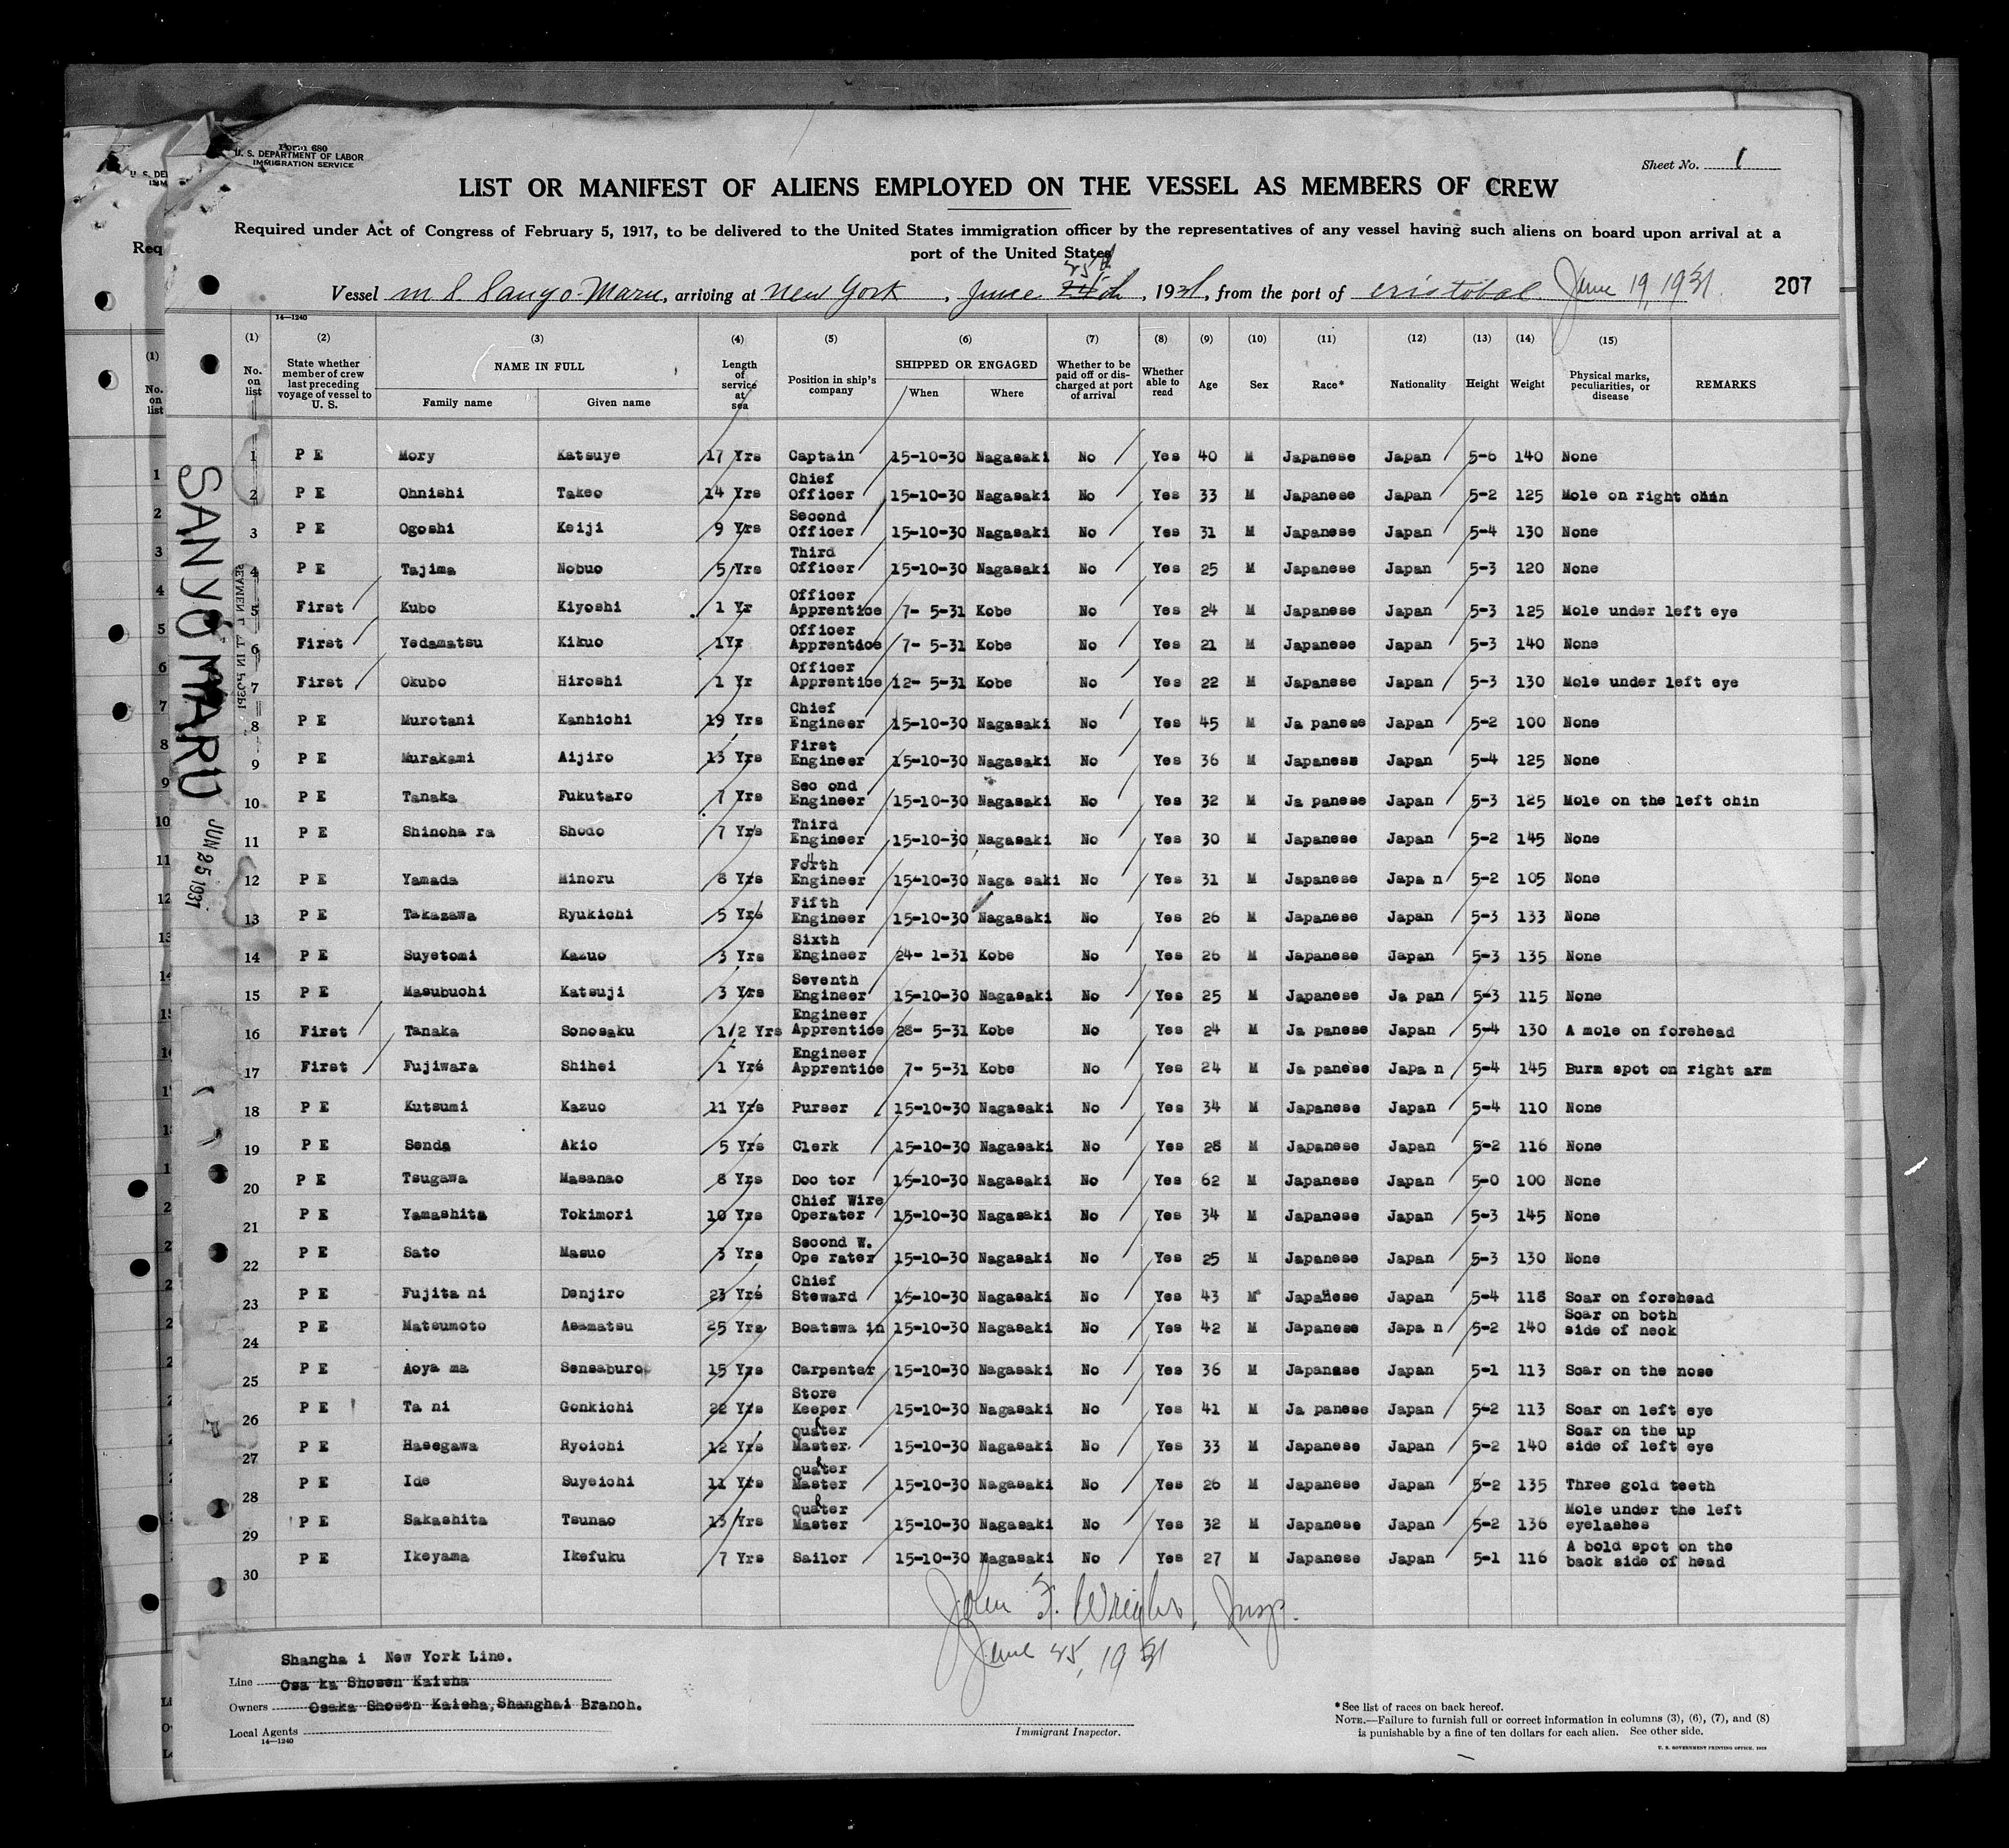 Form 680
U. S. DEPARTMENT OF LABOR
IMMIGRATION SERVICE
Sheet No. 1
LIST OR MANIFEST OF ALIENS EMPLOYED ON THE VESSEL AS MEMBERS OF CREW
Required under Act of Congress of February 5, 1917, to be delivered to the United States immigration officer by the representatives of any vessel having such aliens on board upon arrival at a
port of the United States
Vessel M S Sanyo Maru, arriving at New York, June 25th, 1931, from the port of Cristobal June 19, 1931. 207
14—1240
(1) No. on list
(2) State whether member of crew last preceding voyage of vessel to U. S.
(3) NAME IN FULL
Family name Given name
(4) Length of service at sea
(5) Position in ship's company
(6) SHIPPED OR ENGAGED
When Where
(7) Whether to be paid off or discharged at port of arrival
(8) Whether able to read
(9) Age
(10) Sex
(11) Race*
(12) Nationality
(13) Height
(14) Weight
(15) Physical marks, peculiarities, or disease
REMARKS
1 P E Mory Katsuye 17 Yrs Captain 15-10-30 Nagasaki No Yes 40 M Japanese Japan 5-6 140 None
2 P E Ohnishi Takeo 14 Yrs Chief Officer 15-10-30 Nagasaki No Yes 33 M Japanese Japan 5-2 125 Mole on right chin
3 P E Ogoshi Keiji 9 Yrs Second Officer 15-10-30 Nagasaki No Yes 31 M Japanese Japan 5-4 130 None
4 P E Tajima Nobuo 5 Yrs Third Officer 15-10-30 Nagasaki No Yes 25 M Japanese Japan 5-3 120 None
5 First Kubo Kiyoshi 1 Yr Officer Apprentice 7- 5-31 Kobe No Yes 24 M Japanese Japan 5-3 125 Mole under left eye
6 First Yedamatsu Kikuo 1Yr Officer Apprentice 7- 5-31 Kobe No Yes 21 M Japanese Japan 5-3 140 None
7 First Okubo Hiroshi 1 Yr Officer Apprentice 12- 5-31 Kobe No Yes 22 M Japanese Japan 5-3 130 Mole under left eye
8 P E Murotani Kanhichi 19 Yrs Chief Engineer 15-10-30 Nagasaki No Yes 45 M Ja panese Japan 5-2 100 None
9 P E Murakami Aijiro 13 Yrs First Engineer 15-10-30 Nagasaki No Yes 36 M Japanese Japan 5-4 125 None
10 P E Tanaka Fukutaro 7 Yrs Sec ond Engineer 15-10-30 Nagasaki No Yes 32 M Ja panese Japan 5-3 125 Mole on the left chin
11 P E Shinoha ra Shodo 7 Yrs Third Engineer 15-10-30 Nagasaki No Yes 30 M Japanese Japan 5-2 145 None
12 P E Yamada Minoru 8 Yrs Forth Engineer 15-10-30 Naga saki No Yes 31 M Japanese Japa n 5-2 105 None
13 P E Takazawa Ryukichi 5 Yrs Fifth Engineer 15-10-30 Nagasaki No Yes 26 M Japanese Japan 5-3 133 None
14 P E Suyetomi Kazuo 3 Yrs Sixth Engineer 24- 1-31 Kobe No Yes 26 M Japanese Japan 5-3 135 None
15 P E Masubuchi Katsuji 3 Yrs Seventh Engineer 15-10-30 Nagasaki No Yes 25 M Japanese Ja pan 5-3 115 None
16 First Tanaka Sonosaku 1/2 Yrs Engineer Apprentice 28- 5-31 Kobe No Yes 24 M Ja panese Japan 5-4 130 A mole on forehead
17 First Fujiwara Shihei 1 Yrs Engineer Apprentice 7- 5-31 Kobe No Yes 24 M Ja panese Japa n 5-4 145 Burn spot on right arm
18 P E Kutsumi Kazuo 11 Yrs Purser 15-10-30 Nagasaki No Yes 34 M Japanese Japan 5-4 110 None
19 P E Senda Akio 5 Yrs Clerk 15-10-30 Nagasaki No Yes 28 M Japanese Japan 5-2 116 None
20 P E Tsugawa Masanao 8 Yrs Doc tor 15-10-30 Nagasaki No Yes 62 M Japanese Japan 5-0 100 None
21 P E Yamashita Tokimori 10 Yrs Chief Wire Operater 15-10-30 Nagasaki No Yes 34 M Japanese Japan 5-3 145 None
22 P E Sato Masuo 3 Yrs Second W. Ope rater 15-10-30 Nagasaki No Yes 25 M Japanese Japan 5-3 130 None
23 P E Fujita ni Denjiro 23 Yrs Chief Steward 15-10-30 Nagasaki No Yes 43 M Japanese Japan 5-4 118 Scar on forehead
24 P E Matsumoto Asamatsu 25 Yrs Boatswa in 15-10-30 Nagasaki No Yes 42 M Japanese Japa n 5-2 140 Scar on both side of neck
25 P E Aoya ma Sensaburo 15 Yrs Carpenter 15-10-30 Nagasaki No Yes 36 M Japanese Japan 5-1 113 Scar on the nose
26 P E Ta ni Gonkichi 22 Yrs Store Keeper 15-10-30 Nagasaki No Yes 41 M Ja panese Japan 5-2 113 Scar on left eye
27 P E Hasegawa Ryoichi 12 Yrs Quater Master 15-10-30 Nagasaki No Yes 33 M Japanese Japan 5-2 140 Scar on the up side of left eye
28 P E Ide Suyeichi 11 Yrs Quater Master 15-10-30 Nagasaki No Yes 26 M Japanese Japan 5-2 135 Three gold teeth
29 P E Sakashita Tsunao 13 Yrs Quater Master 15-10-30 Nagasaki No Yes 32 M Japanese Japan 5-2 136 Mole under the left eyelashes
30 P E Ikeyama Ikefuku 7 Yrs Sailor 15-10-30 Nagasaki No Yes 27 M Japanese Japan 5-1 116 A bold spot on the back side of head
SANYO MARU
JUN 25 1931
John F. Wright, Insp.
June 25, 1931
Shangha i New York Line.
Line Osa ka Shosen Kaisha
Owners Osaka Shosen Kaisha, Shanghai Branch.
Local Agents
14—1240
Immigrant Inspector.
*See list of races on back hereof.
NOTE.—Failure to furnish full or correct information in columns (3), (6), (7), and (8)
is punishable by a fine of ten dollars for each alien. See other side.
U. S. GOVERNMENT PRINTING OFFICE